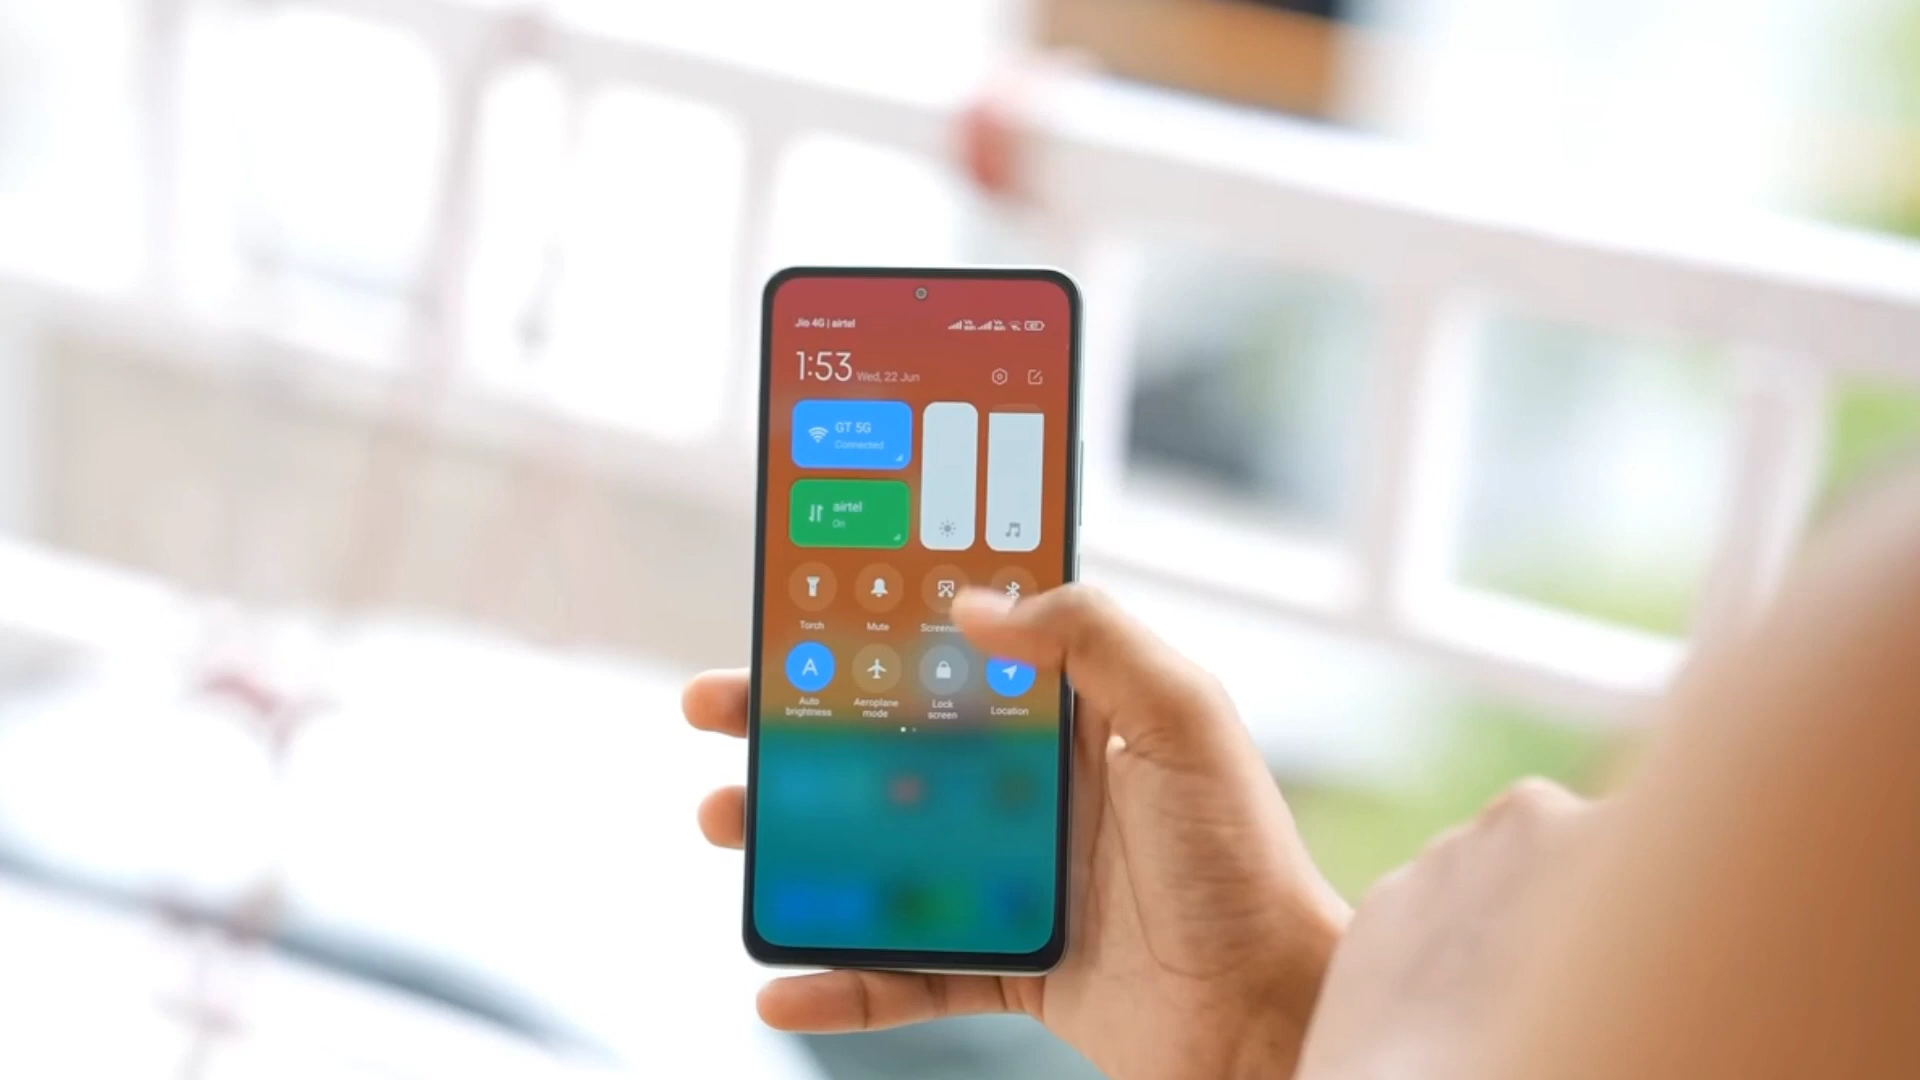 Jio 4G | airtel
1:53 Wed, 22 Jun
GT 5G
Connected
airtel
On
Torch
Mute
Auto brightness
Aeroplane mode
Lock screen
Location